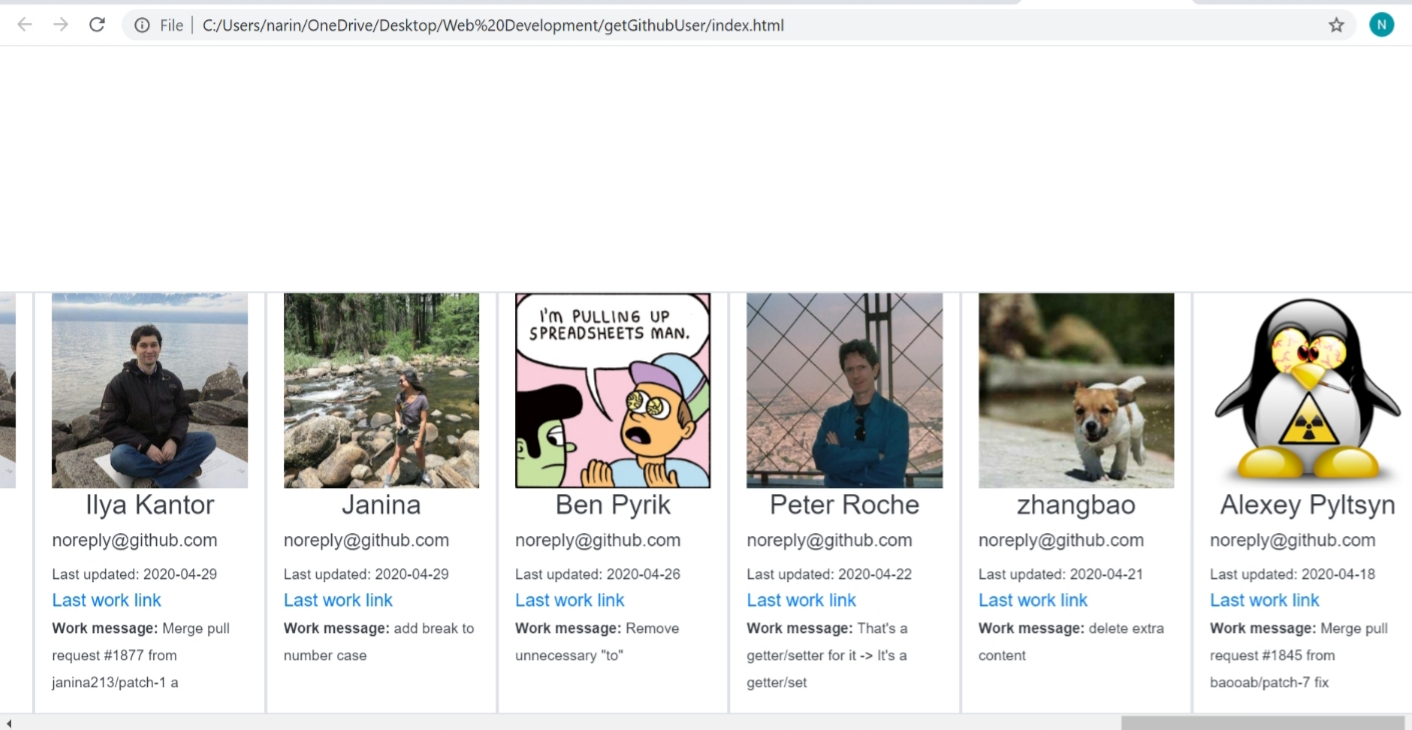 File | C:/Users/narin/OneDrive/Desktop/Web%20Development/getGithubUser/index.html
N
I'M PULLING UP
SPREADSHEETS MAN.
Ilya Kantor
noreply@github.com
Last updated: 2020-04-29
Last work link
Work message: Merge pull
request #1877 from
janina213/patch-1 a
Janina
noreply@github.com
Last updated: 2020-04-29
Last work link
Work message: add break to
number case
Ben Pyrik
noreply@github.com
Last updated: 2020-04-26
Last work link
Work message: Remove
unnecessary "to"
Peter Roche
noreply@github.com
Last updated: 2020-04-22
Last work link
Work message: That's a
getter/setter for it -> It's a
getter/set
zhangbao
noreply@github.com
Last updated: 2020-04-21
Last work link
Work message: delete extra
content
Alexey Pyltsyn
noreply@github.com
Last updated: 2020-04-18
Last work link
Work message: Merge pull
request #1845 from
baooab/patch-7 fix